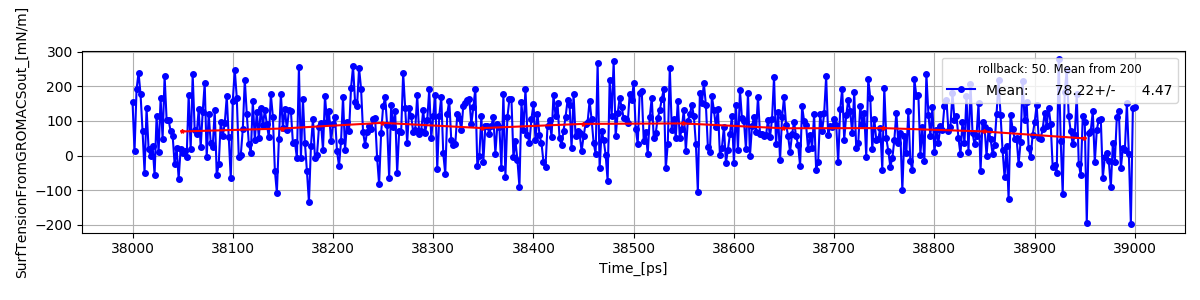 SurfTensionFromGROMACSout_[mN/m]
300
200
100
0
−100
−200
rollback: 50. Mean from 200
Mean: 78.22+/- 4.47
38000 38100 38200 38300 38400 38500 38600 38700 38800 38900 39000
Time_[ps]